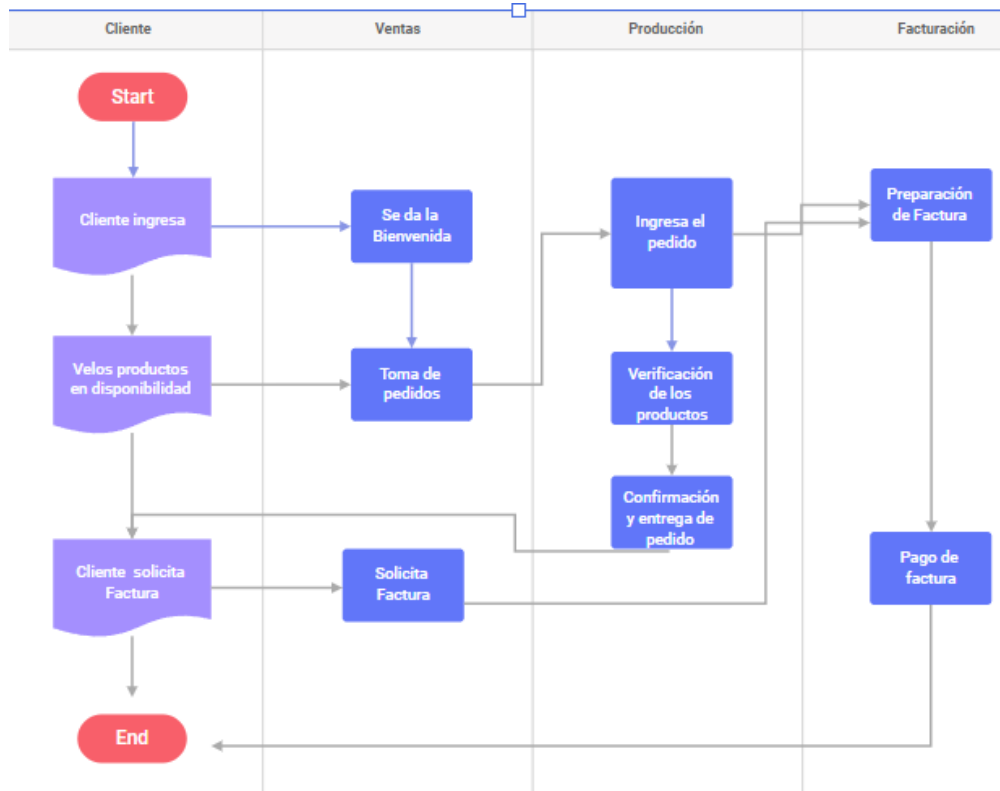 Cliente
Ventas
Producción
Facturación
Start
Cliente ingresa
Se da la
Bienvenida
Ingresa el
pedido
Preparación
de Factura
Velos productos
en disponibilidad
Toma de
pedidos
Verificación
de los
productos
Confirmación
y entrega de
pedido
Cliente solicita
Factura
Solicita
Factura
Pago de
factura
End